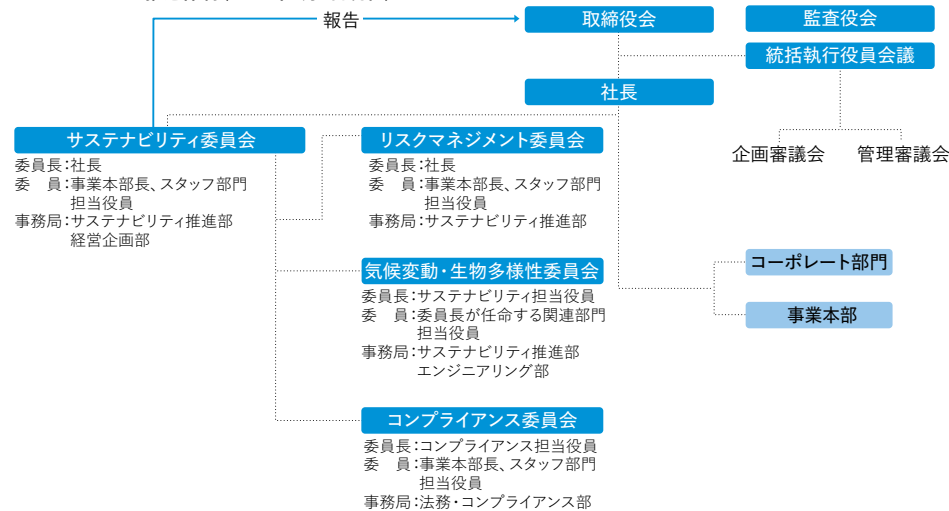 報告
取締役会
監査役会
統括執行役員会議
社長
企画審議会
管理審議会
サステナビリティ委員会
委員長:社長
委 員:事業本部長、スタッフ部門
担当役員
事務局:サステナビリティ推進部
経営企画部
リスクマネジメント委員会
委員長:社長
委 員:事業本部長、スタッフ部門
担当役員
事務局:サステナビリティ推進部
気候変動・生物多様性委員会
委員長:サステナビリティ担当役員
委 員:委員長が任命する関連部門
担当役員
事務局:サステナビリティ推進部
エンジニアリング部
コンプライアンス委員会
委員長:コンプライアンス担当役員
委 員:事業本部長、スタッフ部門
担当役員
事務局:法務・コンプライアンス部
コーポレート部門
事業本部